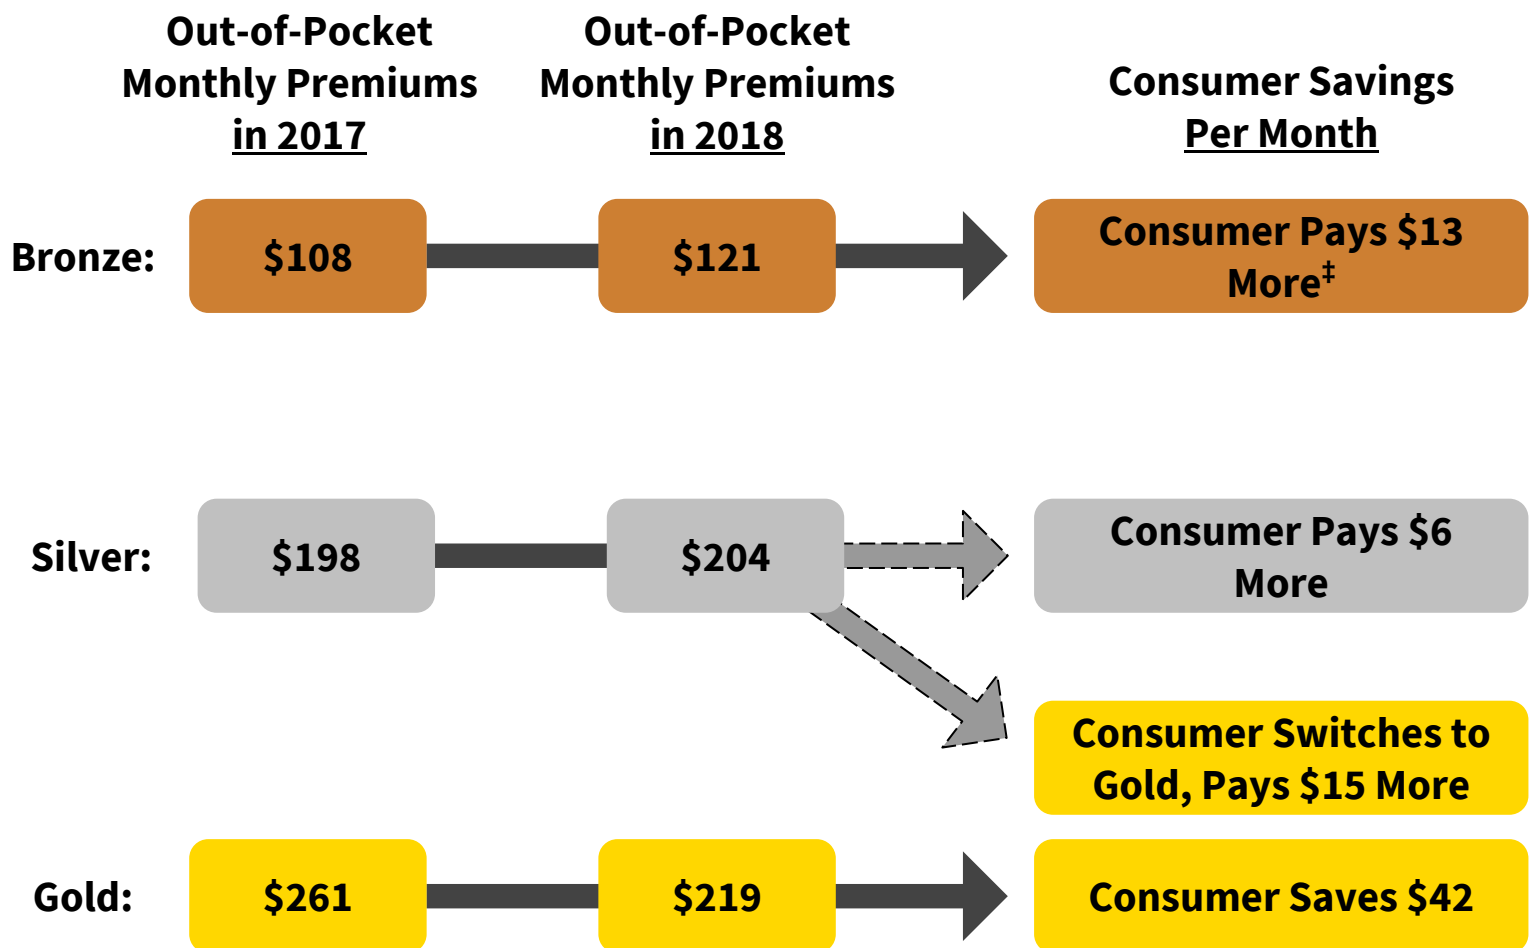 Out-of-Pocket
Monthly Premiums
in 2017
Out-of-Pocket
Monthly Premiums
in 2018
Consumer Savings
Per Month
Bronze:
$108
$121
Consumer Pays $13
More‡
Silver:
$198
$204
Consumer Pays $6
More
Consumer Switches to
Gold, Pays $15 More
Gold:
$261
$219
Consumer Saves $42